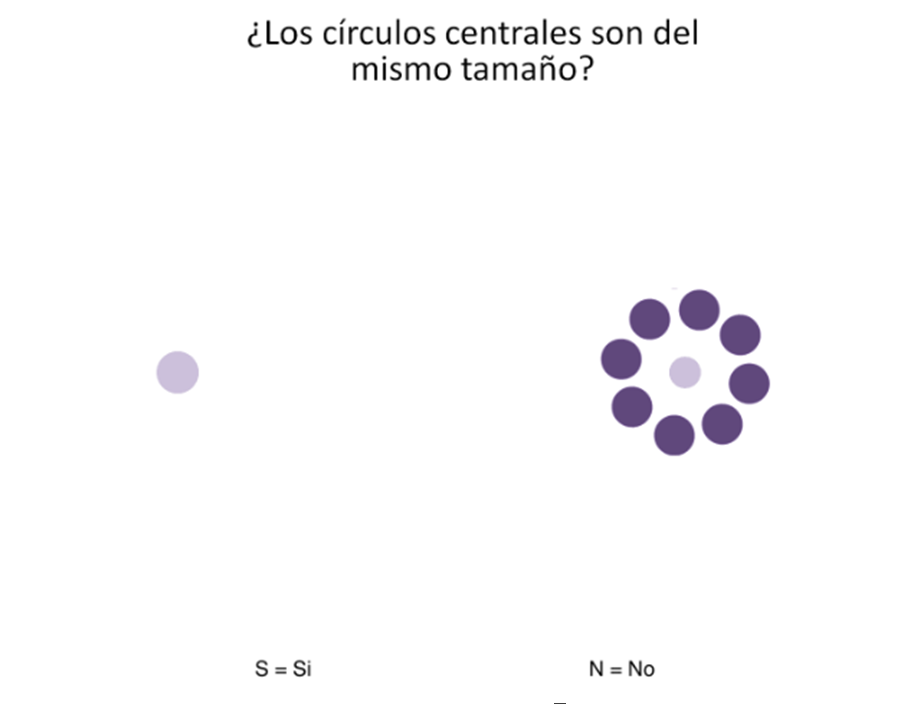 ¿Los círculos centrales son del
mismo tamaño?
S = Si
N = No